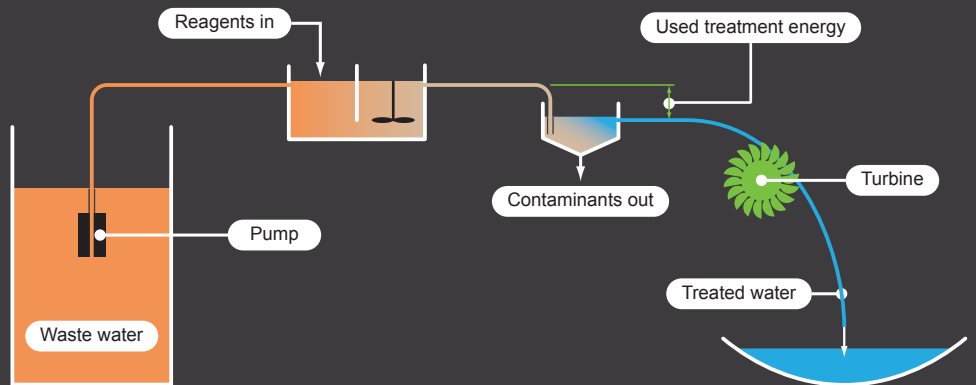 Reagents in
Used treatment energy
Contaminants out
Turbine
Pump
Treated water
Waste water